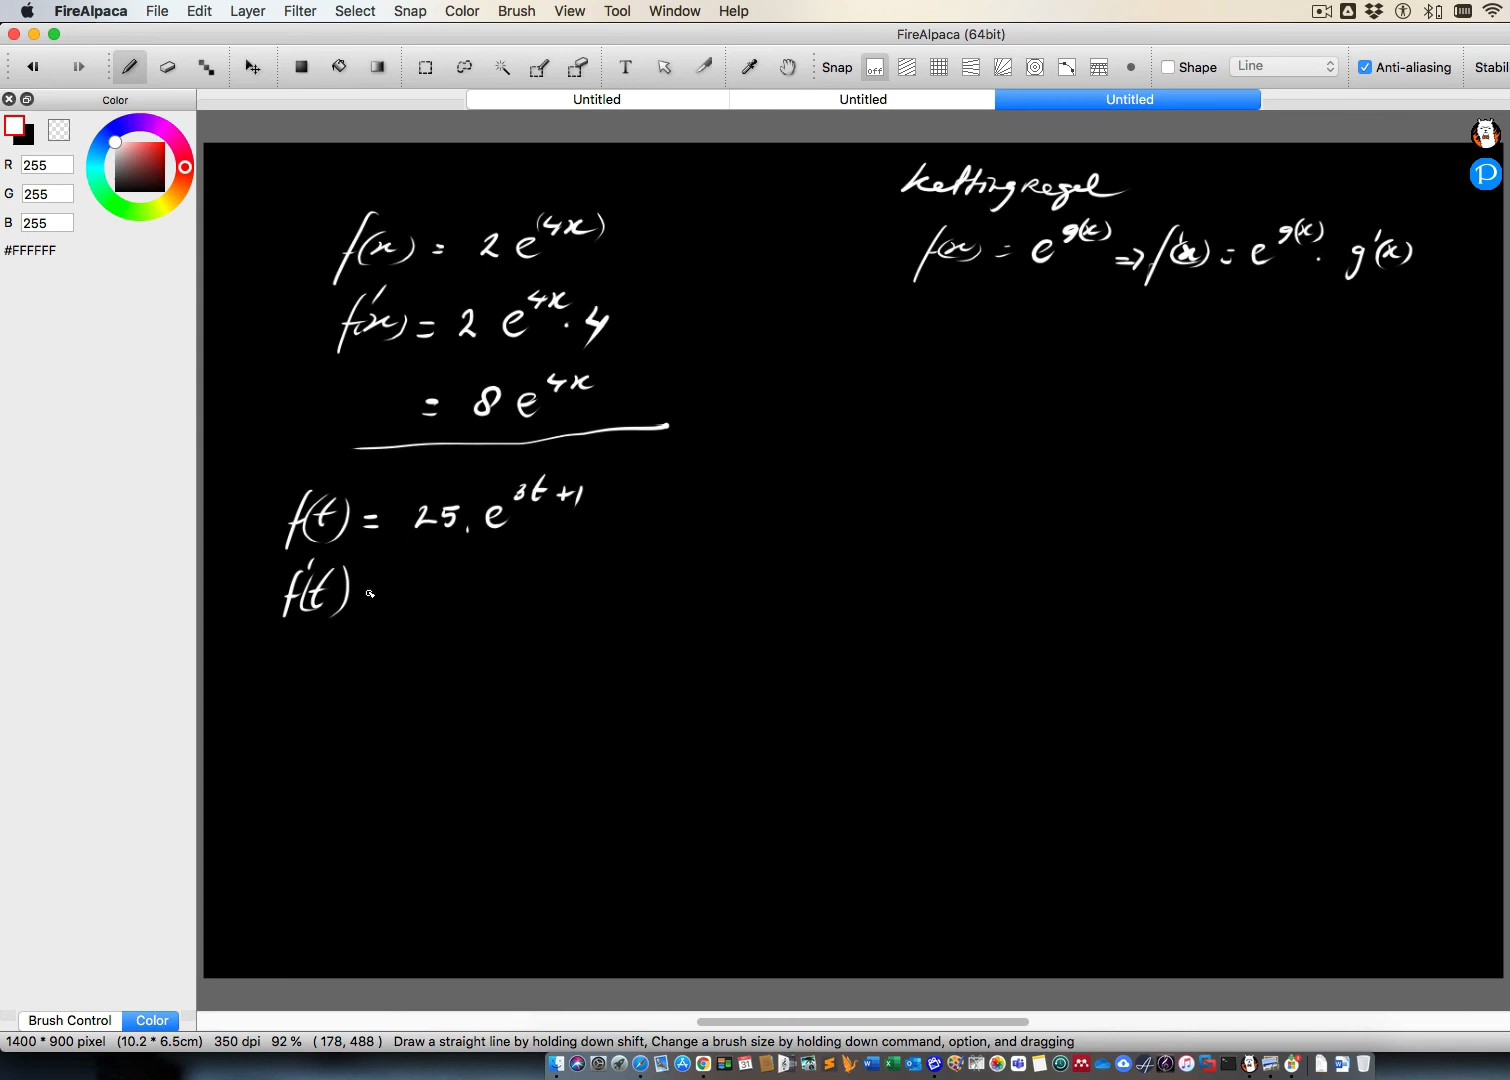 FireAlpaca File Edit Layer Filter Select Snap Color Brush View Tool Window Help
FireAlpaca (64bit)
Snap off Shape Line Anti-aliasing Stabil
Color Untitled Untitled Untitled
R 255
G 255
B 255
#FFFFFF
kettingregel
f(x) = e^g(x) => f'(x) = e^g(x) · g'(x)
f(x) = 2 e^(4x)
f'(x) = 2 e^4x · 4
= 8 e^4x
f(t) = 25 . e^3t+1
f'(t)
Brush Control Color
1400 * 900 pixel (10.2 * 6.5cm) 350 dpi 92 % ( 178, 488 ) Draw a straight line by holding down shift, Change a brush size by holding down command, option, and dragging